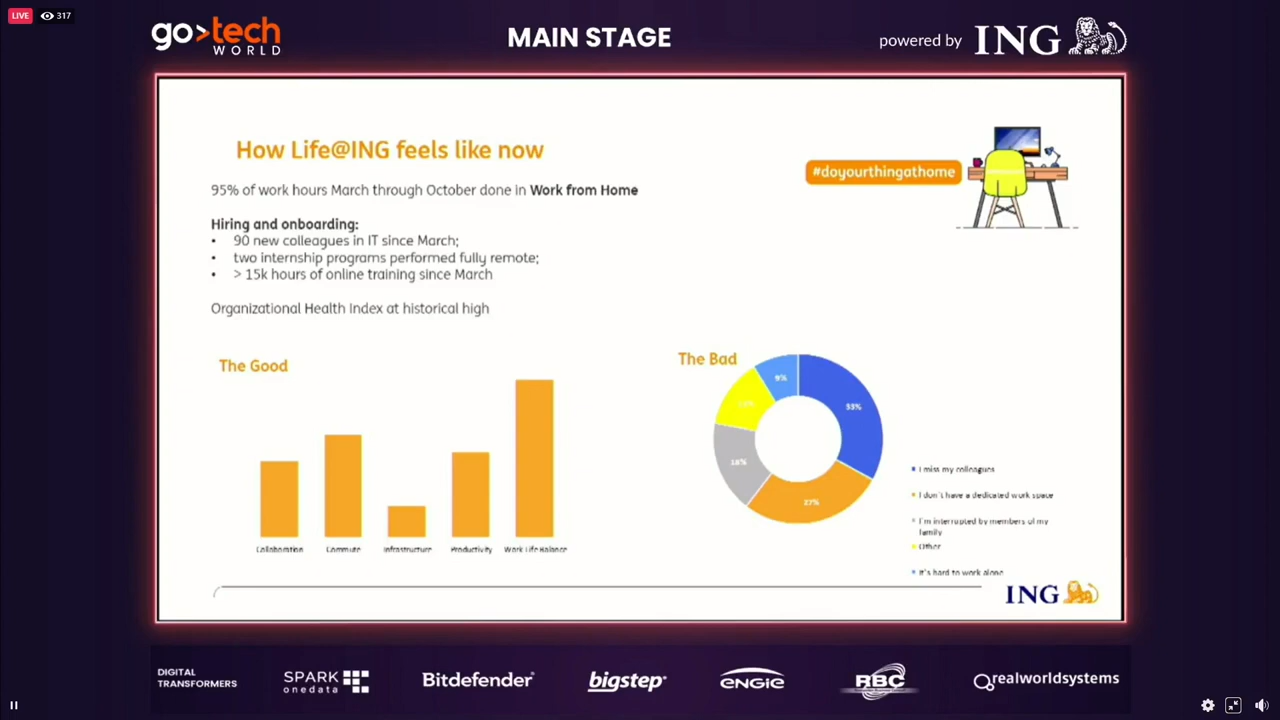 LIVE 317
go>tech
WORLD
MAIN STAGE
powered by ING
How Life@ING feels like now
#doyourthingathome
95% of work hours March through October done in Work from Home
Hiring and onboarding:
• 90 new colleagues in IT since March;
• two internship programs performed fully remote;
• > 15k hours of online training since March
Organizational Health Index at historical high
The Good
Collaboration
Commute
Infrastructure
Productivity
Work Life Balance
The Bad
9%
33%
18%
27%
I miss my colleagues
I don't have a dedicated work space
I'm interrupted by members of my
family
Other
It's hard to work alone
ING
DIGITAL
TRANSFORMERS
SPARK
onedata
Bitdefender
bigstep
ENGIE
RBC
realworldsystems